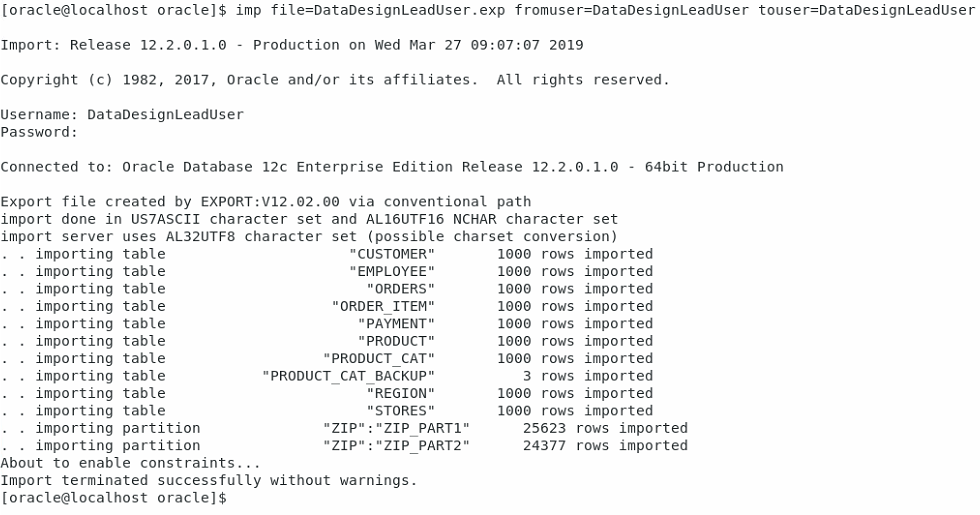 [oracle@localhost oracle]$ imp file=DataDesignLeadUser.exp fromuser=DataDesignLeadUser touser=DataDesignLeadUser
Import: Release 12.2.0.1.0 - Production on Wed Mar 27 09:07:07 2019
Copyright (c) 1982, 2017, Oracle and/or its affiliates.  All rights reserved.
Username: DataDesignLeadUser
Password:
Connected to: Oracle Database 12c Enterprise Edition Release 12.2.0.1.0 - 64bit Production
Export file created by EXPORT:V12.02.00 via conventional path
import done in US7ASCII character set and AL16UTF16 NCHAR character set
import server uses AL32UTF8 character set (possible charset conversion)
. . importing table                     "CUSTOMER"       1000 rows imported
. . importing table                     "EMPLOYEE"       1000 rows imported
. . importing table                       "ORDERS"       1000 rows imported
. . importing table                   "ORDER_ITEM"       1000 rows imported
. . importing table                      "PAYMENT"       1000 rows imported
. . importing table                      "PRODUCT"       1000 rows imported
. . importing table                  "PRODUCT_CAT"       1000 rows imported
. . importing table           "PRODUCT_CAT_BACKUP"          3 rows imported
. . importing table                       "REGION"       1000 rows imported
. . importing table                       "STORES"       1000 rows imported
. . importing partition              "ZIP":"ZIP_PART1"      25623 rows imported
. . importing partition              "ZIP":"ZIP_PART2"      24377 rows imported
About to enable constraints...
Import terminated successfully without warnings.
[oracle@localhost oracle]$